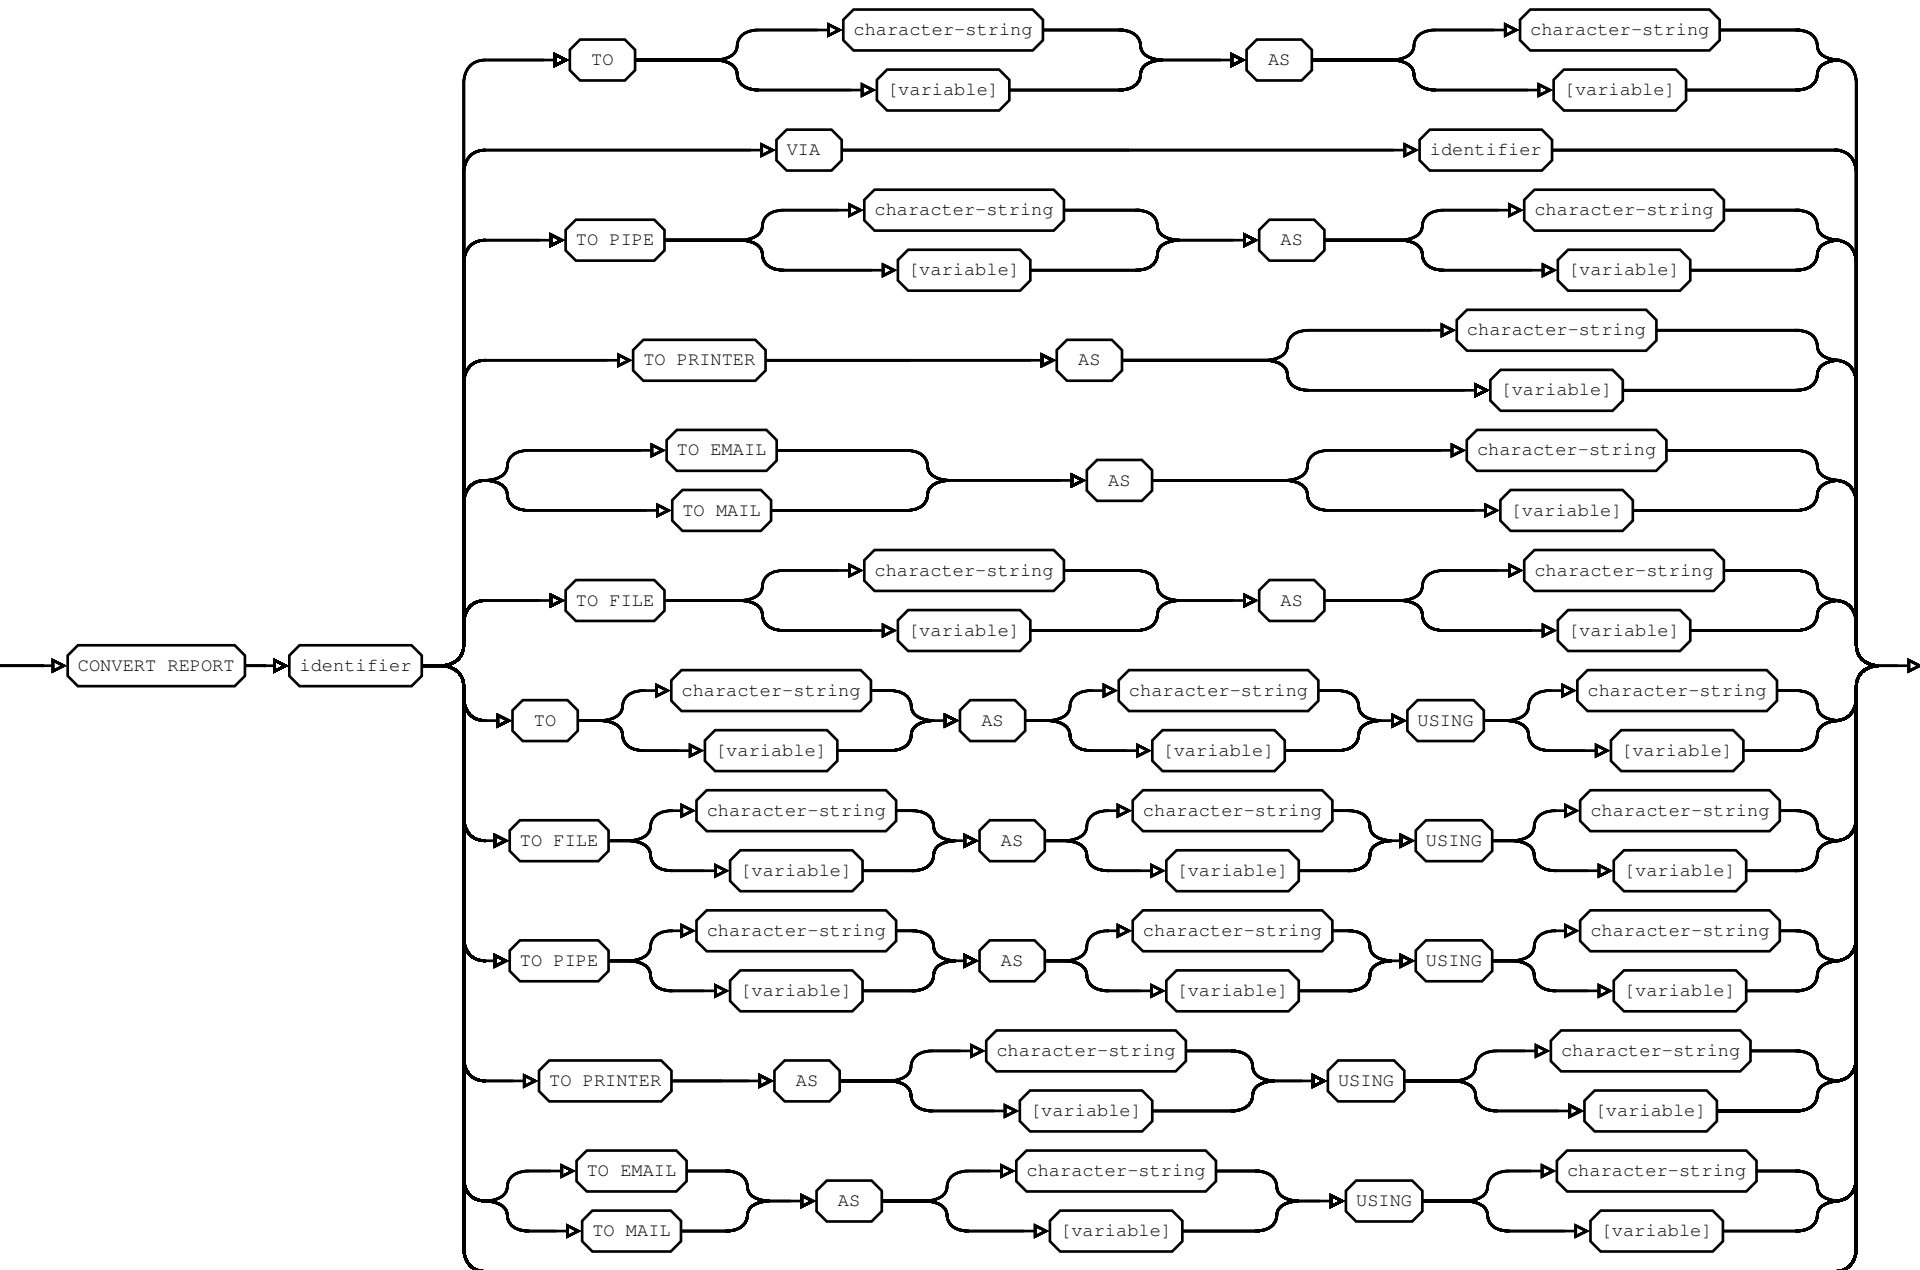 character-string character-string
TO AS
[variable] [variable]
VIA identifier
character-string character-string
TO PIPE AS
[variable] [variable]
character-string
TO PRINTER AS
[variable]
TO EMAIL character-string
AS
TO MAIL [variable]
character-string character-string
TO FILE AS
[variable] [variable]
CONVERT REPORT identifier
character-string character-string character-string
TO AS USING
[variable] [variable] [variable]
character-string character-string character-string
TO FILE AS USING
[variable] [variable] [variable]
character-string character-string character-string
TO PIPE AS USING
[variable] [variable] [variable]
character-string character-string
TO PRINTER AS USING
[variable] [variable]
TO EMAIL character-string character-string
AS USING
TO MAIL [variable] [variable]